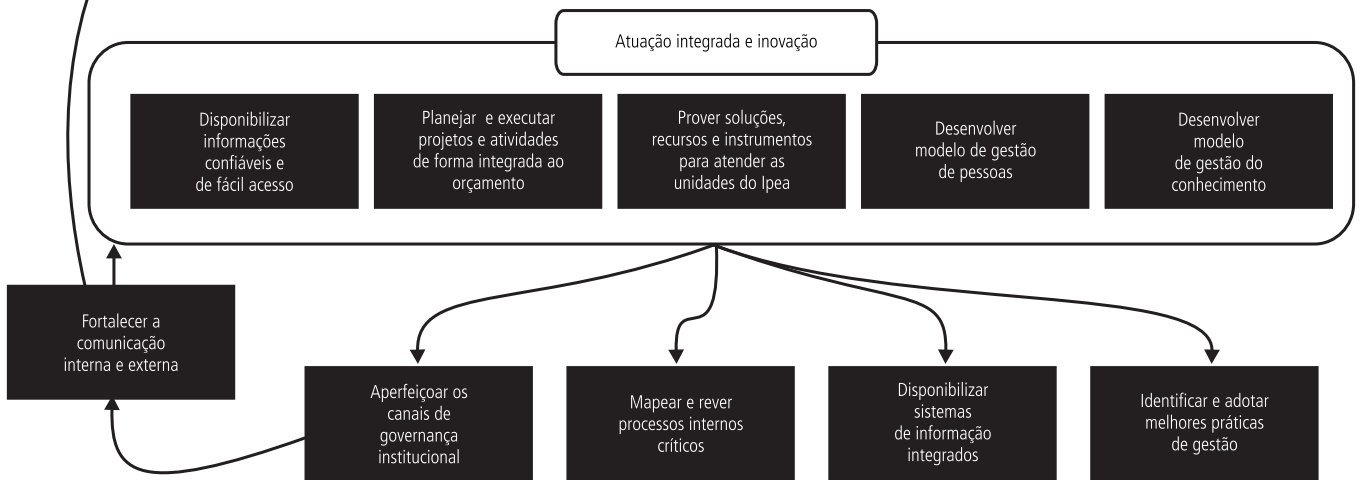 Atuação integrada e inovação
Disponibilizar
informações
confiáveis e
de fácil acesso
Planejar e executar
projetos e atividades
de forma integrada ao
orçamento
Prover soluções,
recursos e instrumentos
para atender as
unidades do Ipea
Desenvolver
modelo de gestão
de pessoas
Desenvolver
modelo
de gestão do
conhecimento
Fortalecer a
comunicação
interna e externa
Aperfeiçoar os
canais de
governança
institucional
Mapear e rever
processos internos
críticos
Disponibilizar
sistemas
de informação
integrados
Identificar e adotar
melhores práticas
de gestão